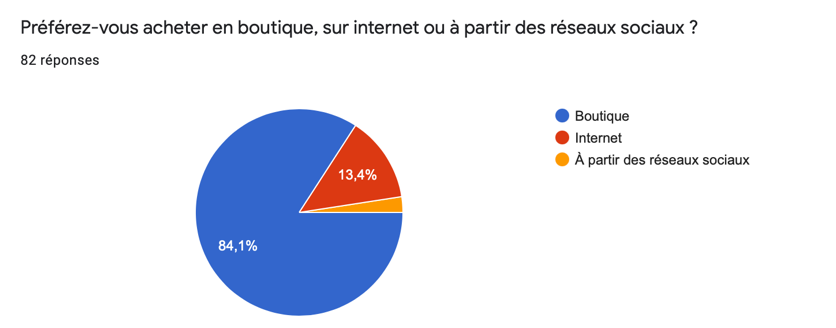 Préférez-vous acheter en boutique, sur internet ou à partir des réseaux sociaux ?
82 réponses
Boutique
Internet
À partir des réseaux sociaux
13,4%
84,1%